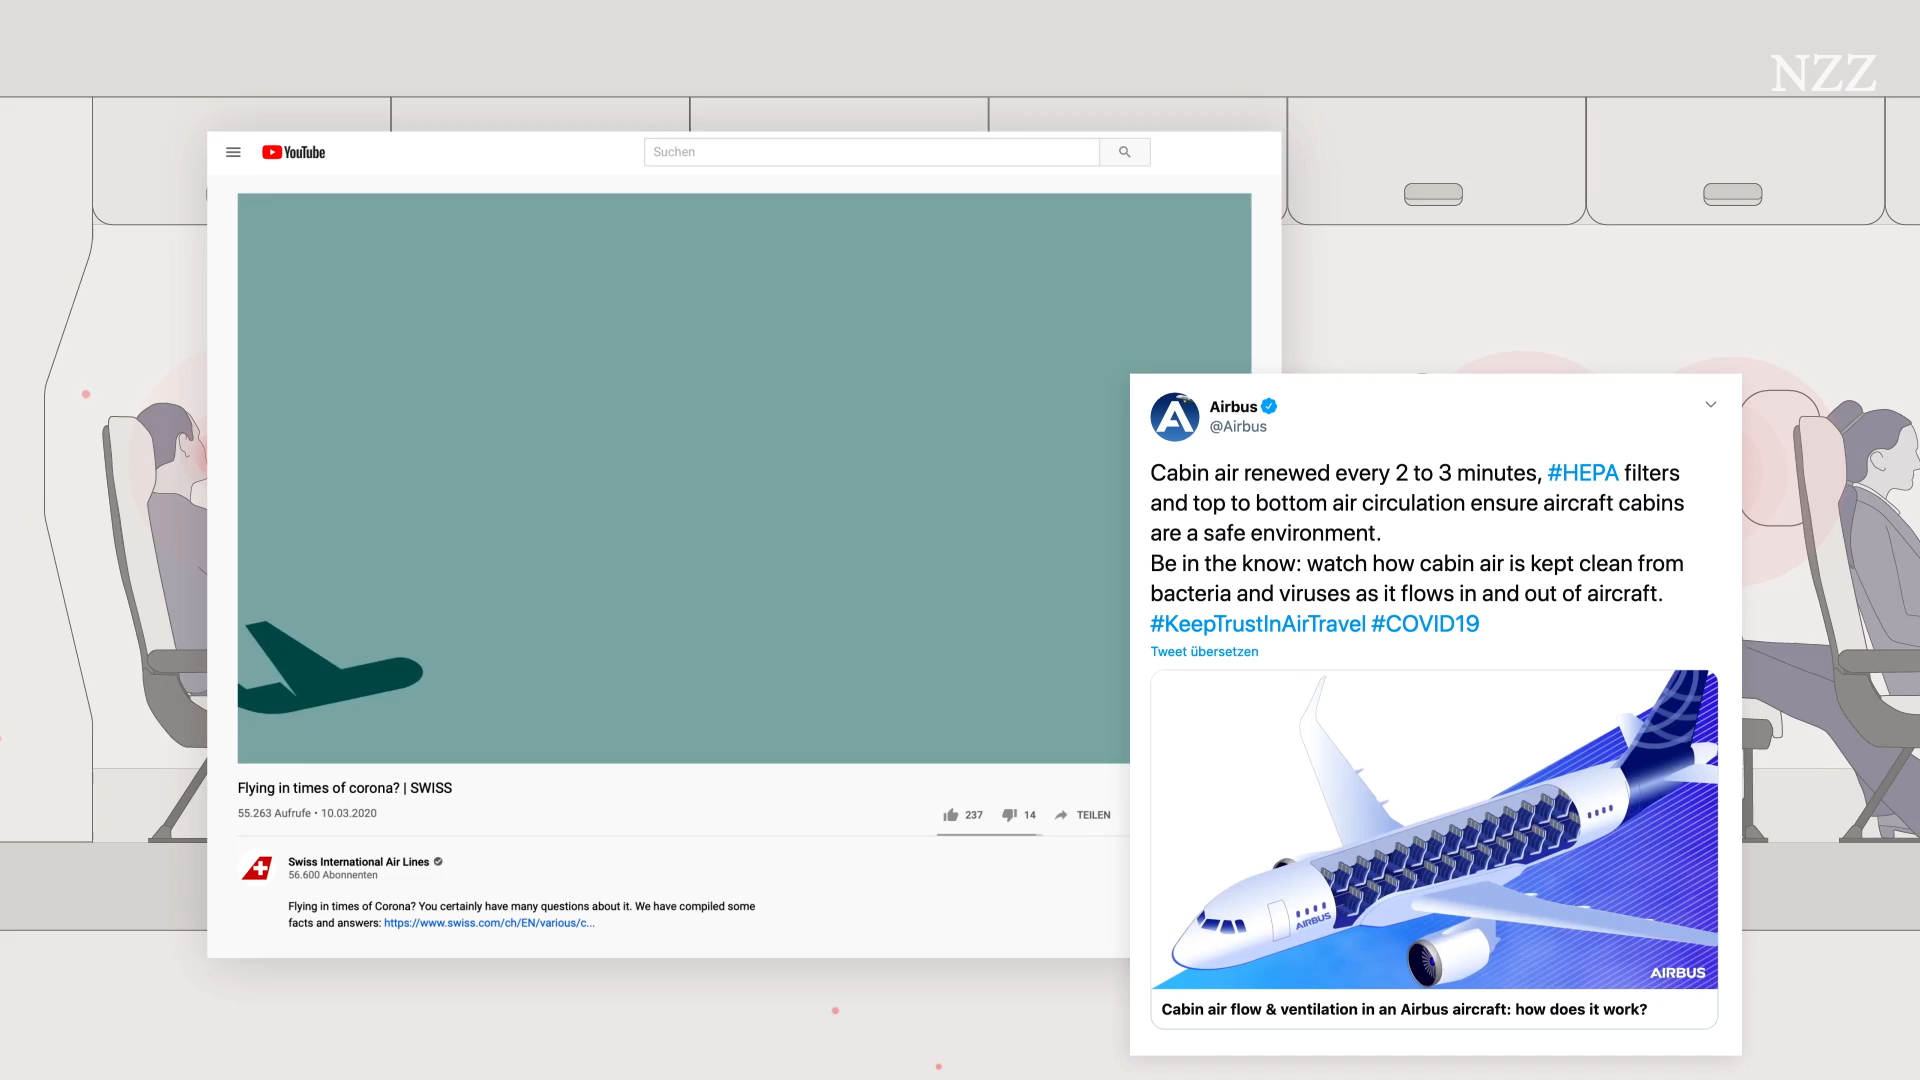 NZZ
YouTube
Suchen
Flying in times of corona? | SWISS
55.263 Aufrufe • 10.03.2020
237 14 TEILEN
Swiss International Air Lines
56.600 Abonnenten
Flying in times of Corona? You certainly have many questions about it. We have compiled some
facts and answers: https://www.swiss.com/ch/EN/various/c...
Airbus
@Airbus
Cabin air renewed every 2 to 3 minutes, #HEPA filters
and top to bottom air circulation ensure aircraft cabins
are a safe environment.
Be in the know: watch how cabin air is kept clean from
bacteria and viruses as it flows in and out of aircraft.
#KeepTrustInAirTravel #COVID19
Tweet übersetzen
AIRBUS
AIRBUS
Cabin air flow & ventilation in an Airbus aircraft: how does it work?